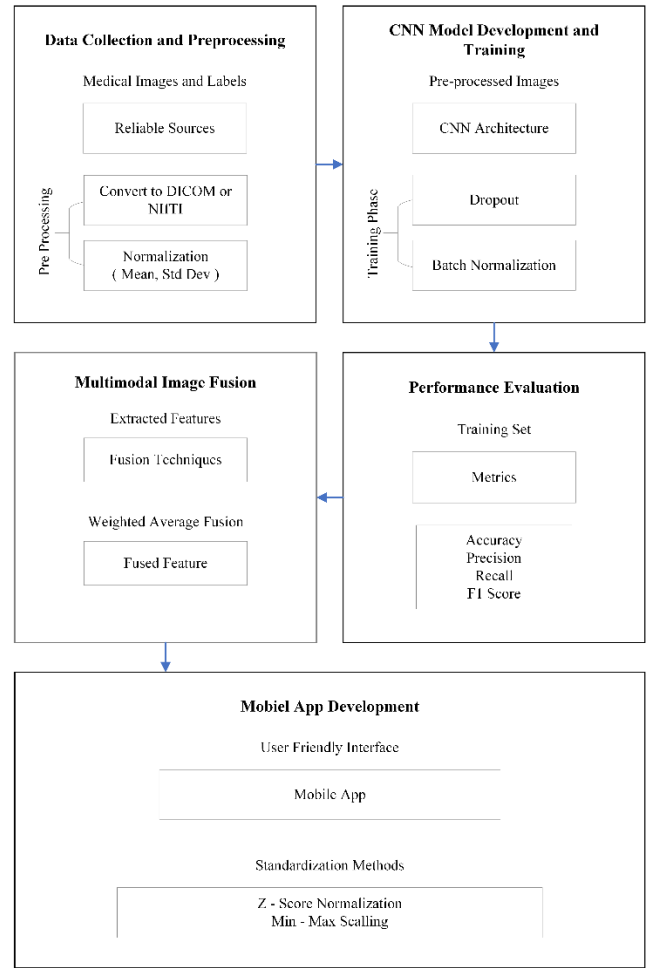 Data Collection and Preprocessing
Medical Images and Labels
Reliable Sources
Pre Processing
Convert to DICOM or
NIfTI
Normalization
( Mean, Std Dev )
CNN Model Development and
Training
Pre-processed Images
CNN Architecture
Training Phase
Dropout
Batch Normalization
Multimodal Image Fusion
Extracted Features
Fusion Techniques
Weighted Average Fusion
Fused Feature
Performance Evaluation
Training Set
Metrics
Accuracy
Precision
Recall
F1 Score
Mobiel App Development
User Friendly Interface
Mobile App
Standardization Methods
Z - Score Normalization
Min - Max Scalling